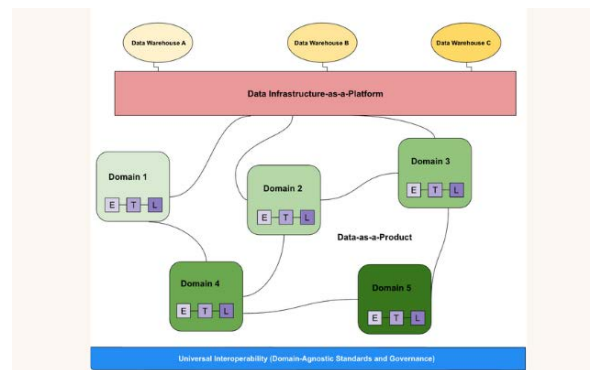 Data Warehouse A
Data Warehouse B
Data Warehouse C
Data Infrastructure-as-a-Platform
Domain 1
E T L
Domain 2
E T L
Domain 3
E T L
Data-as-a-Product
Domain 4
E T L
Domain 5
E T L
Universal Interoperability (Domain-Agnostic Standards and Governance)